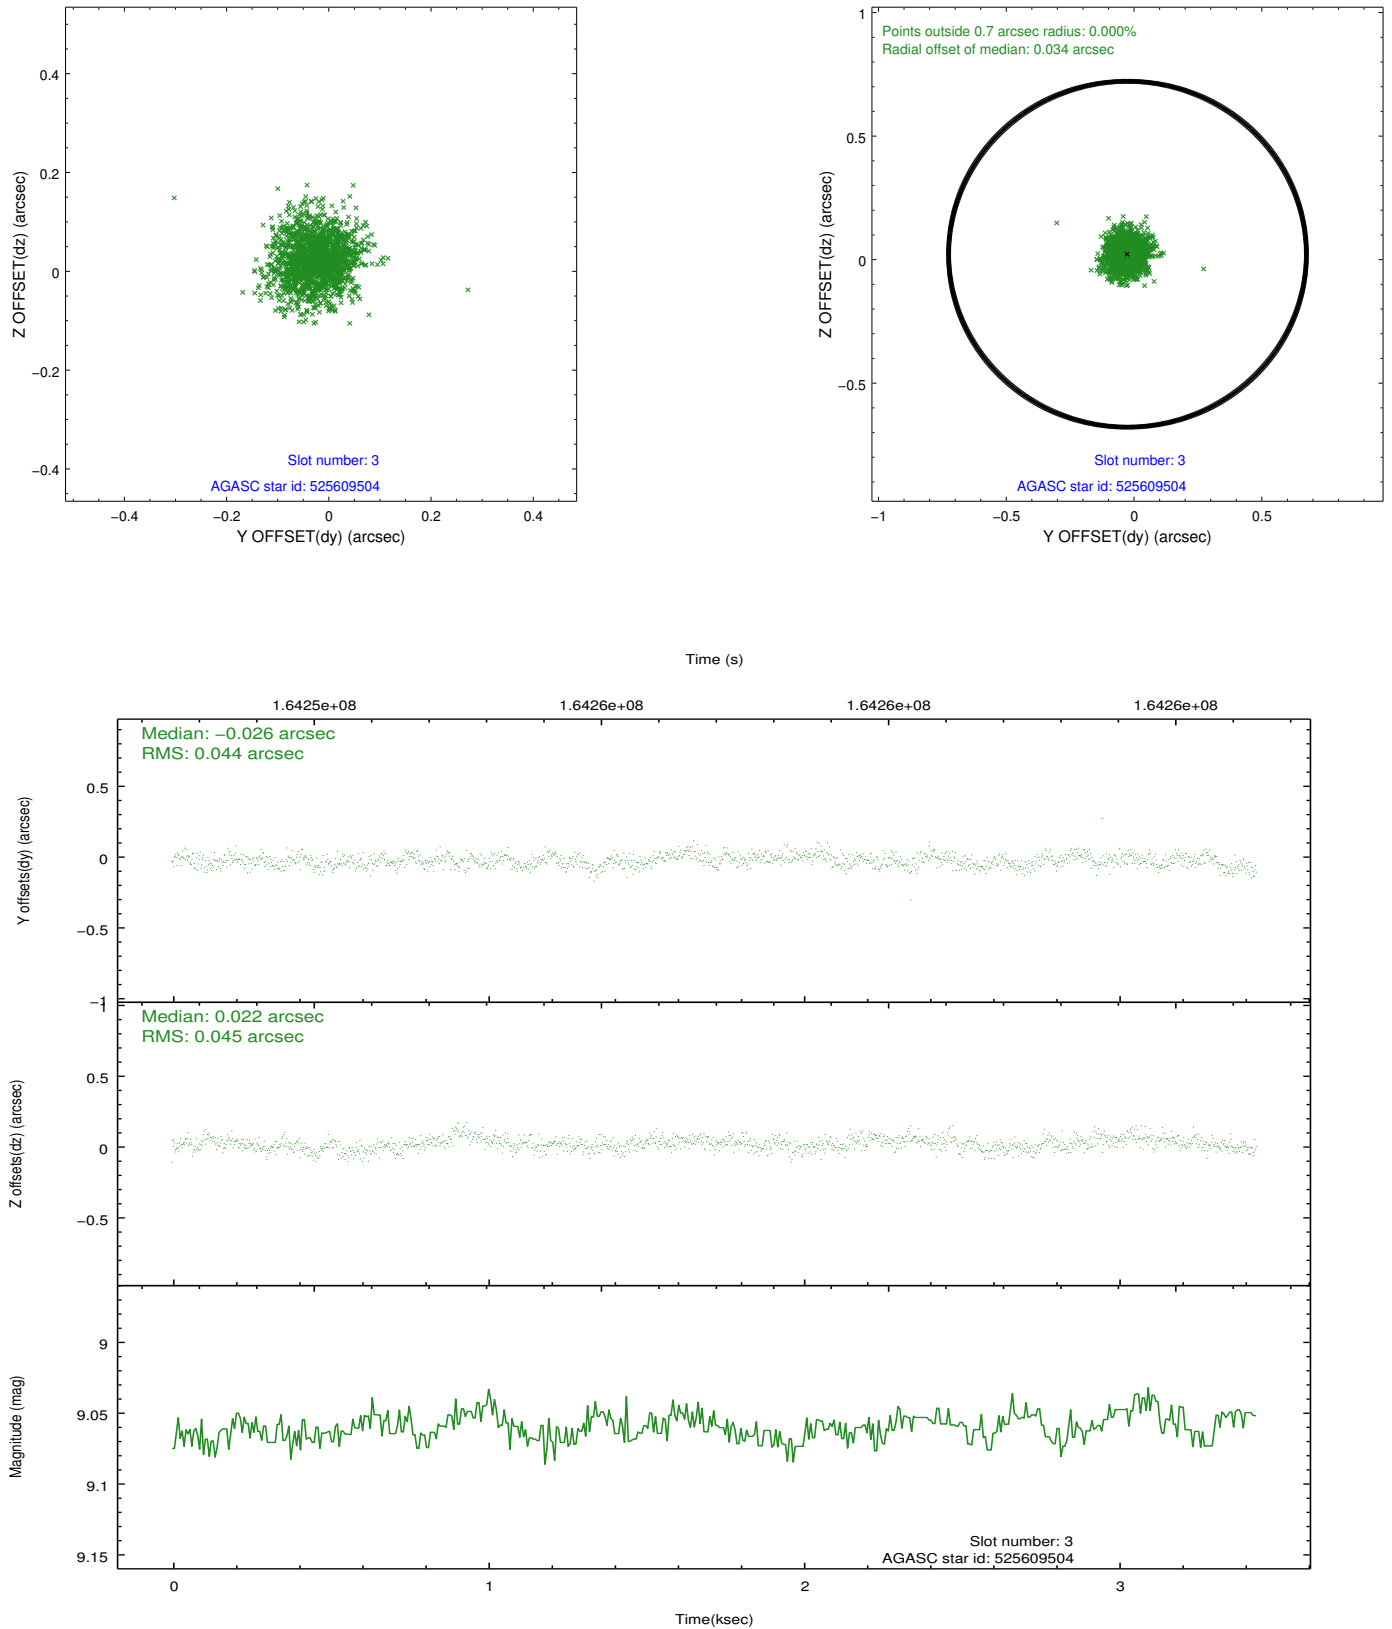 0.4
0.2
0
−0.2
−0.4
−0.4
−0.2
0
0.2
0.4
Z OFFSET(dz) (arcsec)
Y OFFSET(dy) (arcsec)
Slot number: 3
AGASC star id: 525609504
Points outside 0.7 arcsec radius: 0.000%
Radial offset of median: 0.034 arcsec
1
0.5
0
−0.5
−1
−0.5
0
0.5
Z OFFSET(dz) (arcsec)
Y OFFSET(dy) (arcsec)
Slot number: 3
AGASC star id: 525609504
Time (s)
1.6425e+08
1.6426e+08
1.6426e+08
1.6426e+08
Median: −0.026 arcsec
RMS: 0.044 arcsec
0.5
0
−0.5
−1
Y offsets(dy) (arcsec)
Median: 0.022 arcsec
RMS: 0.045 arcsec
1
0.5
0
−0.5
Z offsets(dz) (arcsec)
9
9.05
9.1
9.15
Magnitude (mag)
Slot number: 3
AGASC star id: 525609504
0
1
2
3
Time(ksec)